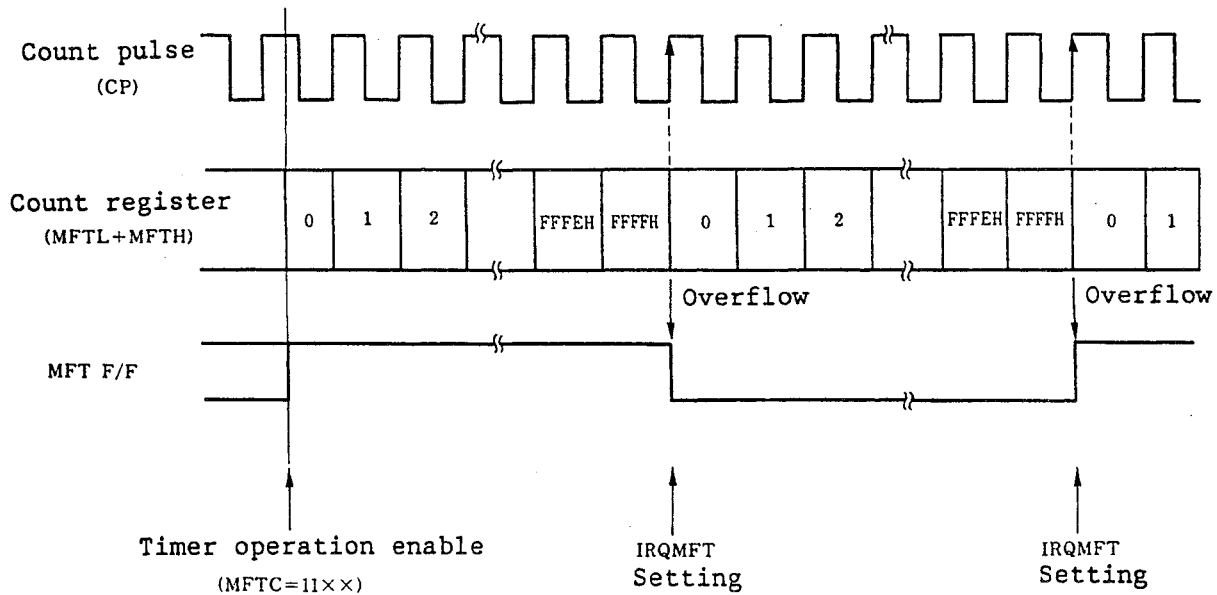 Count pulse
(CP)
Count register
(MFTL+MFTH)
0 1 2 FFFEH FFFFH 0 1 2 FFFEH FFFFH 0 1
Overflow Overflow
MFT F/F
Timer operation enable
(MFTC=11××)
IRQMFT
Setting
IRQMFT
Setting